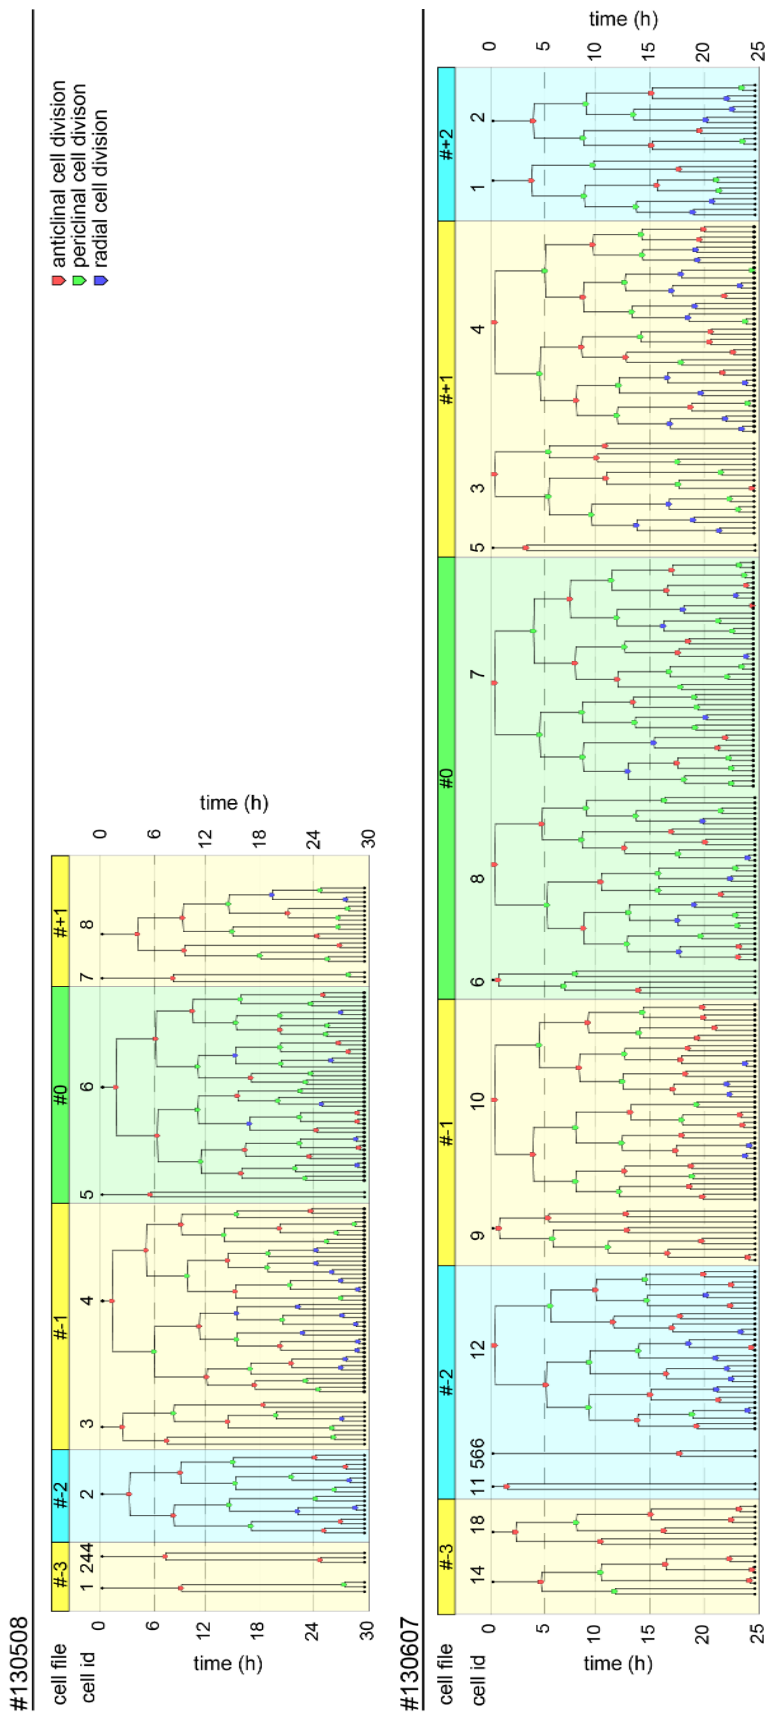 #130508
cell file #-3 #-2 #-1 #0 #+1
cell id 1 244 2 3 4 5 6 7 8
0 6 12 18 24 30
time (h)
0 6 12 18 24 30
time (h)
anticlinal cell division
periclinal cell divison
radial cell division
#130607
cell file #-3 #-2 #-1 #0 #+1 #+2
cell id 14 18 11 566 12 9 10 6 8 7 5 3 4 1 2
0 5 10 15 20 25
time (h)
0 5 10 15 20 25
time (h)